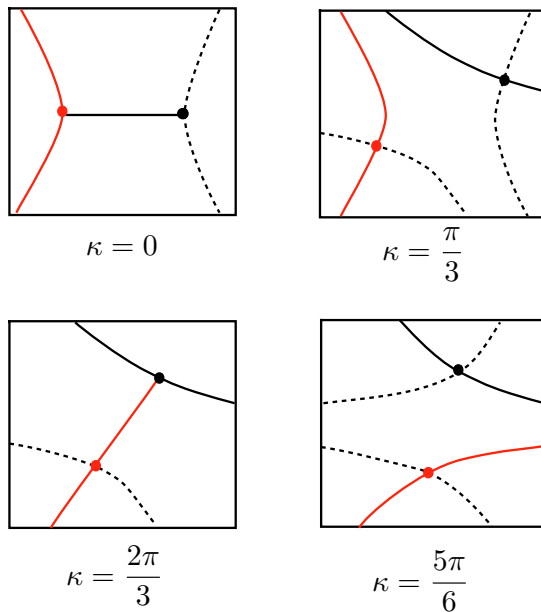 κ = 0
κ = π/3
κ = 2π/3
κ = 5π/6